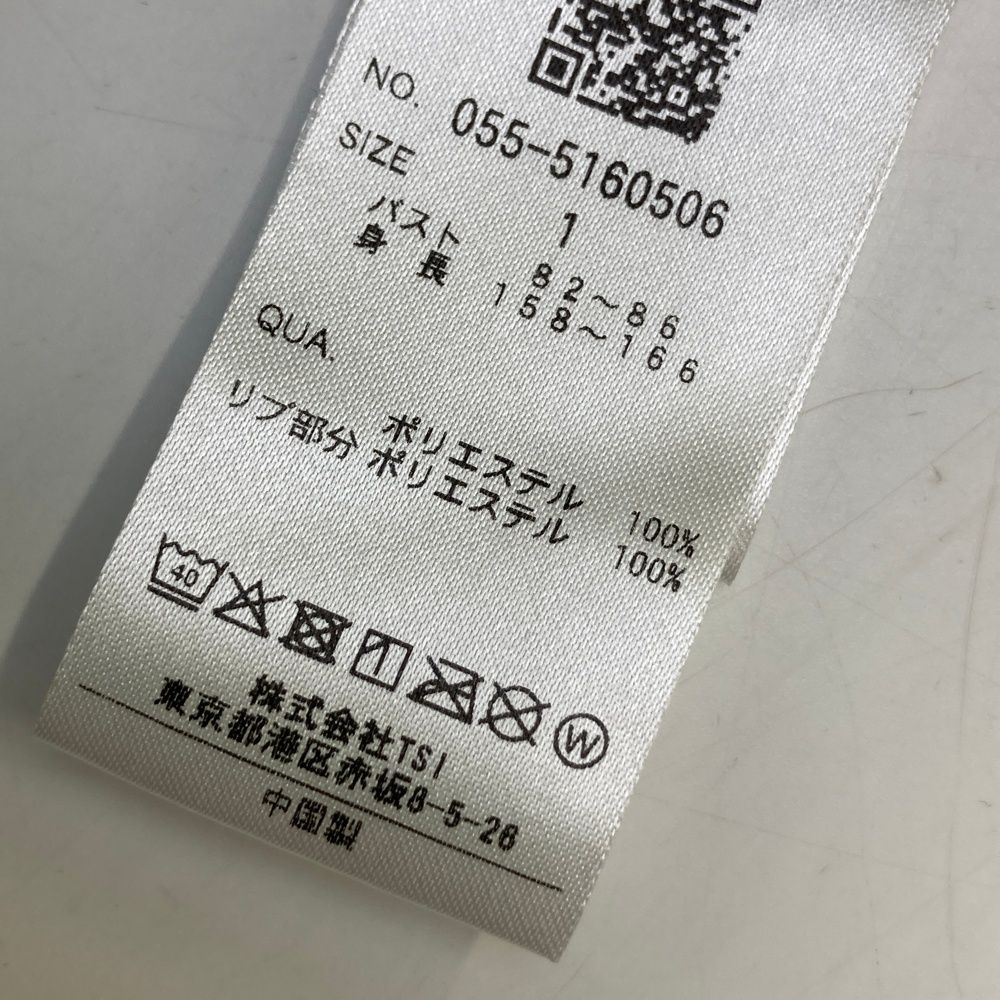 NO. 055-5160506
SIZE 1
バスト 82～86
身長 158～166
QUA.
ポリエステル 100%
リブ部分 ポリエステル 100%
40
W
株式会社TSI
東京都港区赤坂8-5-26
中国製